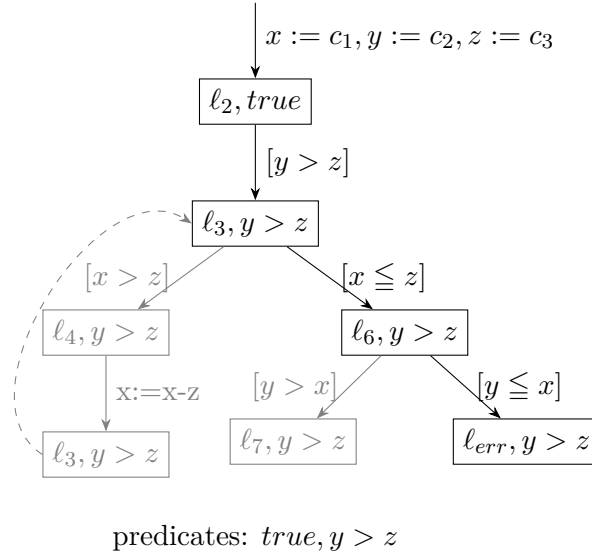 x := c₁, y := c₂, z := c₃
ℓ₂, true
[y > z]
ℓ₃, y > z
[x > z] [x ≦ z]
ℓ₄, y > z ℓ₆, y > z
x:=x-z [y > x] [y ≦ x]
ℓ₃, y > z ℓ₇, y > z ℓₑᵣᵣ, y > z
predicates: true, y > z